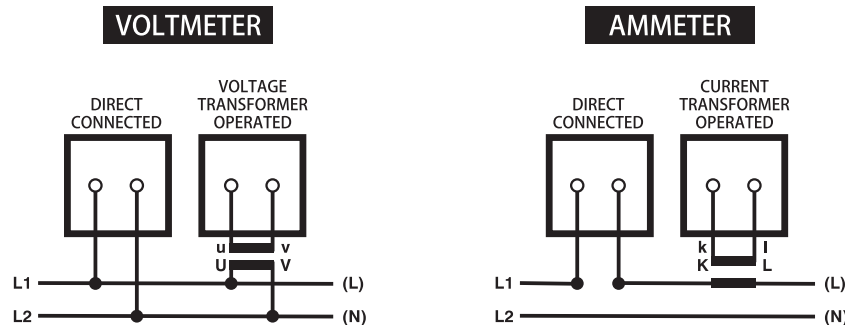 VOLTMETER
DIRECT
CONNECTED
VOLTAGE
TRANSFORMER
OPERATED
u v
U V
L1 (L)
L2 (N)
AMMETER
DIRECT
CONNECTED
CURRENT
TRANSFORMER
OPERATED
k l
K L
L1 (L)
L2 (N)